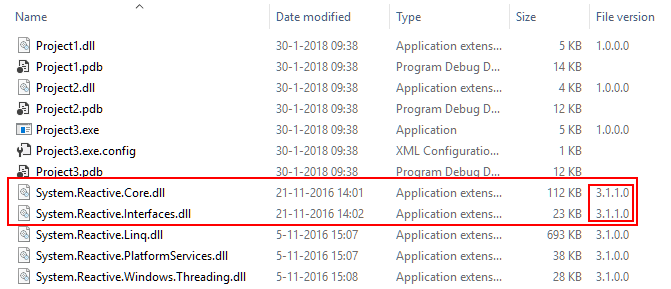 Name Date modified Type Size File version
Project1.dll 30-1-2018 09:38 Application extens... 5 KB 1.0.0.0
Project1.pdb 30-1-2018 09:38 Program Debug D... 14 KB
Project2.dll 30-1-2018 09:38 Application extens... 4 KB 1.0.0.0
Project2.pdb 30-1-2018 09:38 Program Debug D... 12 KB
Project3.exe 30-1-2018 09:38 Application 5 KB 1.0.0.0
Project3.exe.config 30-1-2018 09:38 XML Configuratio... 1 KB
Project3.pdb 30-1-2018 09:38 Program Debug D... 12 KB
System.Reactive.Core.dll 21-11-2016 14:01 Application extens... 112 KB 3.1.1.0
System.Reactive.Interfaces.dll 21-11-2016 14:02 Application extens... 23 KB 3.1.1.0
System.Reactive.Linq.dll 5-11-2016 15:07 Application extens... 693 KB 3.1.0.0
System.Reactive.PlatformServices.dll 5-11-2016 15:07 Application extens... 38 KB 3.1.0.0
System.Reactive.Windows.Threading.dll 5-11-2016 15:08 Application extens... 28 KB 3.1.0.0